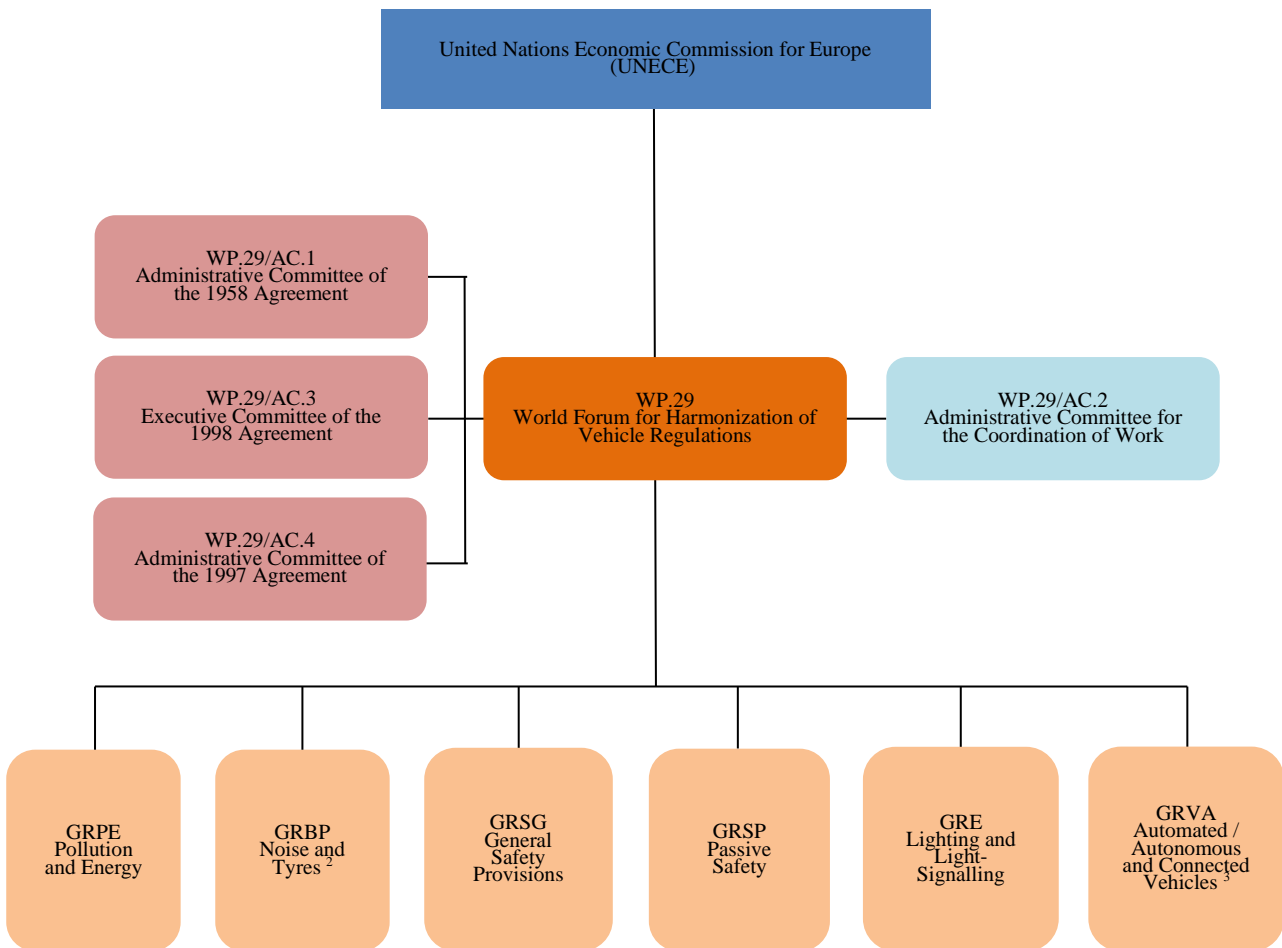 United Nations Economic Commission for Europe
(UNECE)
WP.29/AC.1
Administrative Committee of
the 1958 Agreement
WP.29/AC.3
Executive Committee of the
1998 Agreement
WP.29/AC.4
Administrative Committee of
the 1997 Agreement
WP.29
World Forum for Harmonization of
Vehicle Regulations
WP.29/AC.2
Administrative Committee for
the Coordination of Work
GRPE
Pollution
and Energy
GRBP
Noise and
Tyres ²
GRSG
General
Safety
Provisions
GRSP
Passive
Safety
GRE
Lighting and
Light-
Signalling
GRVA
Automated /
Autonomous
and Connected
Vehicles ³